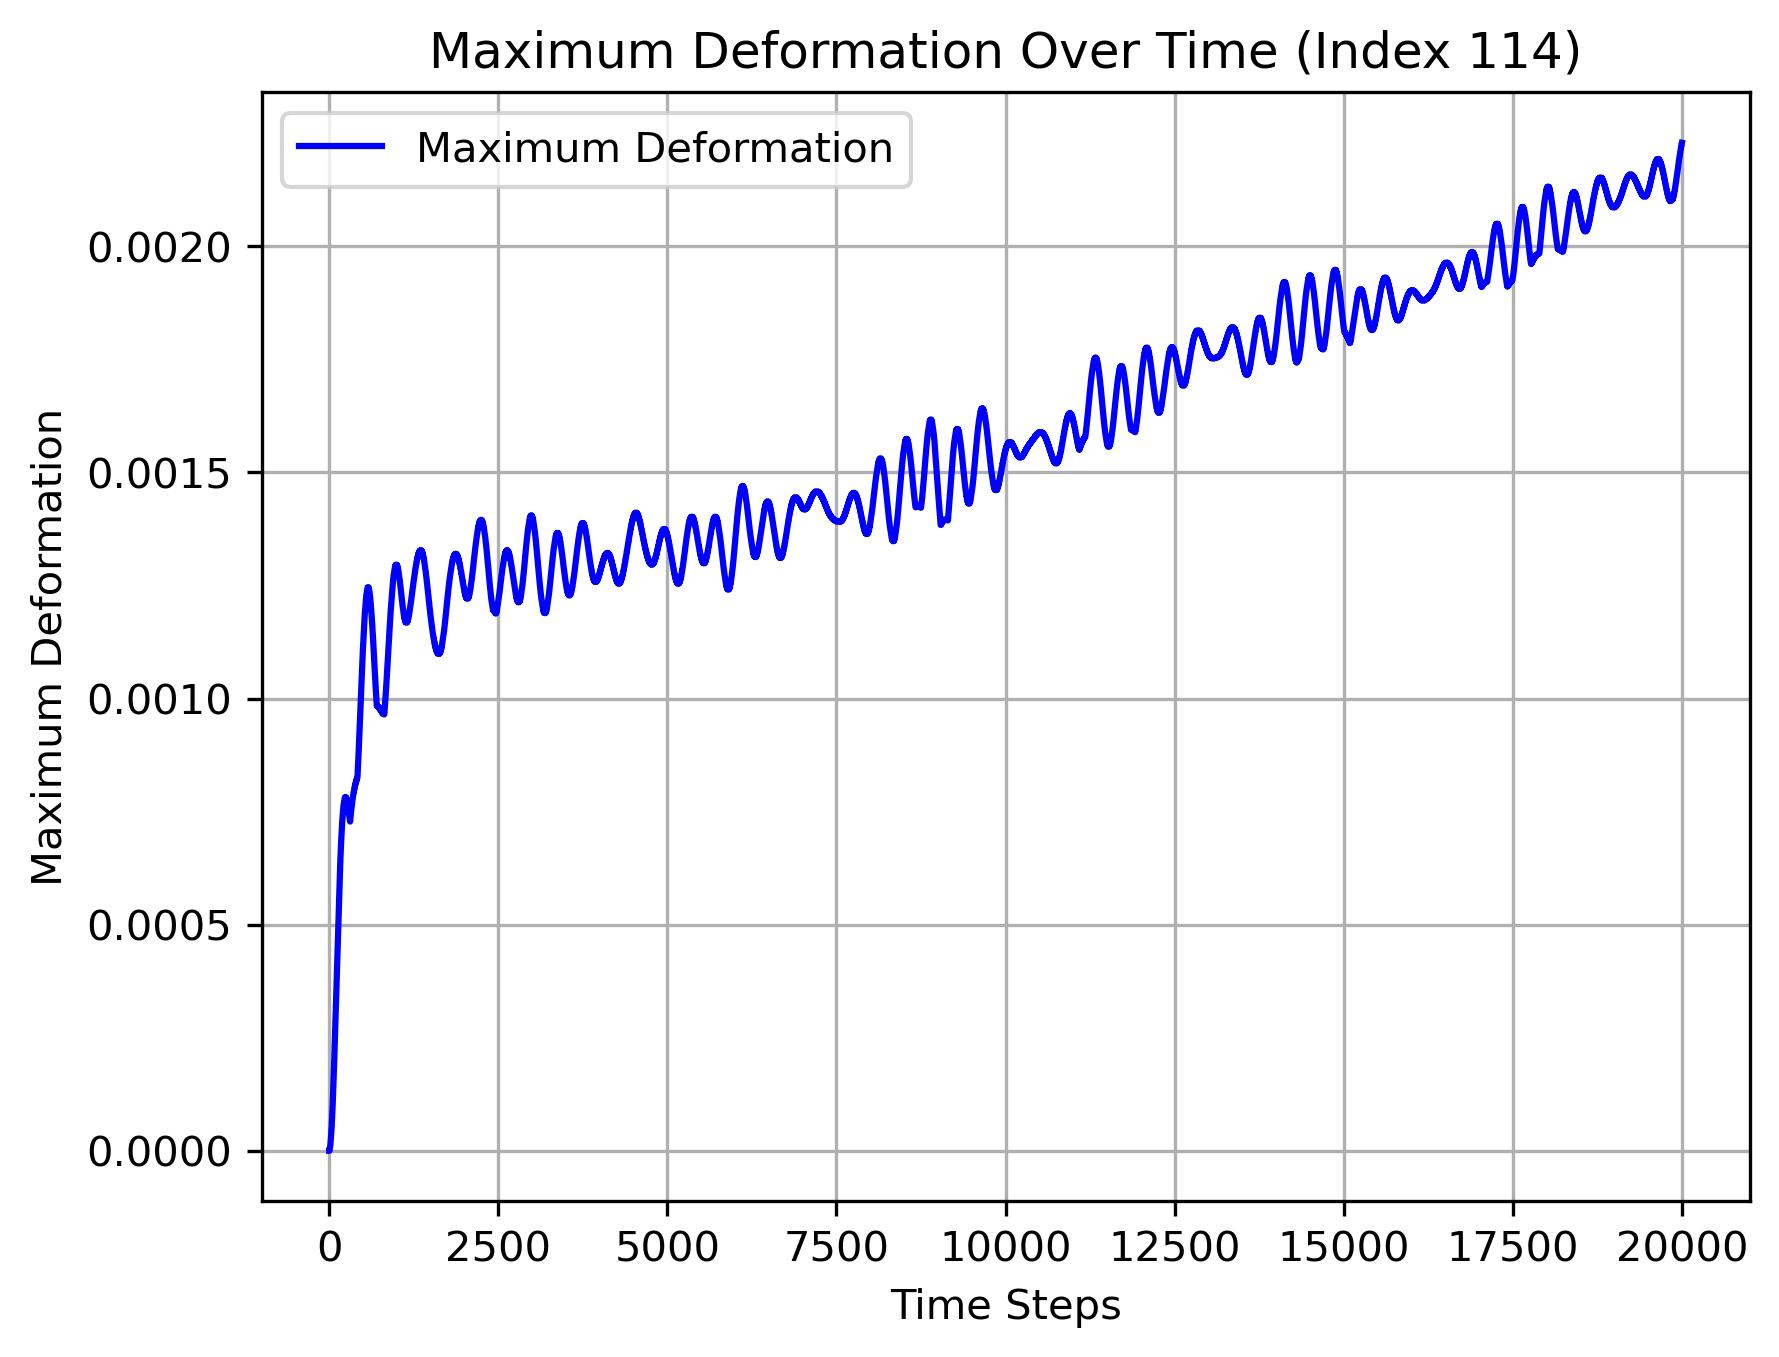 Maximum Deformation Over Time (Index 114)
Maximum Deformation
Maximum Deformation
0.0020
0.0015
0.0010
0.0005
0.0000
0 2500 5000 7500 10000 12500 15000 17500 20000
Time Steps